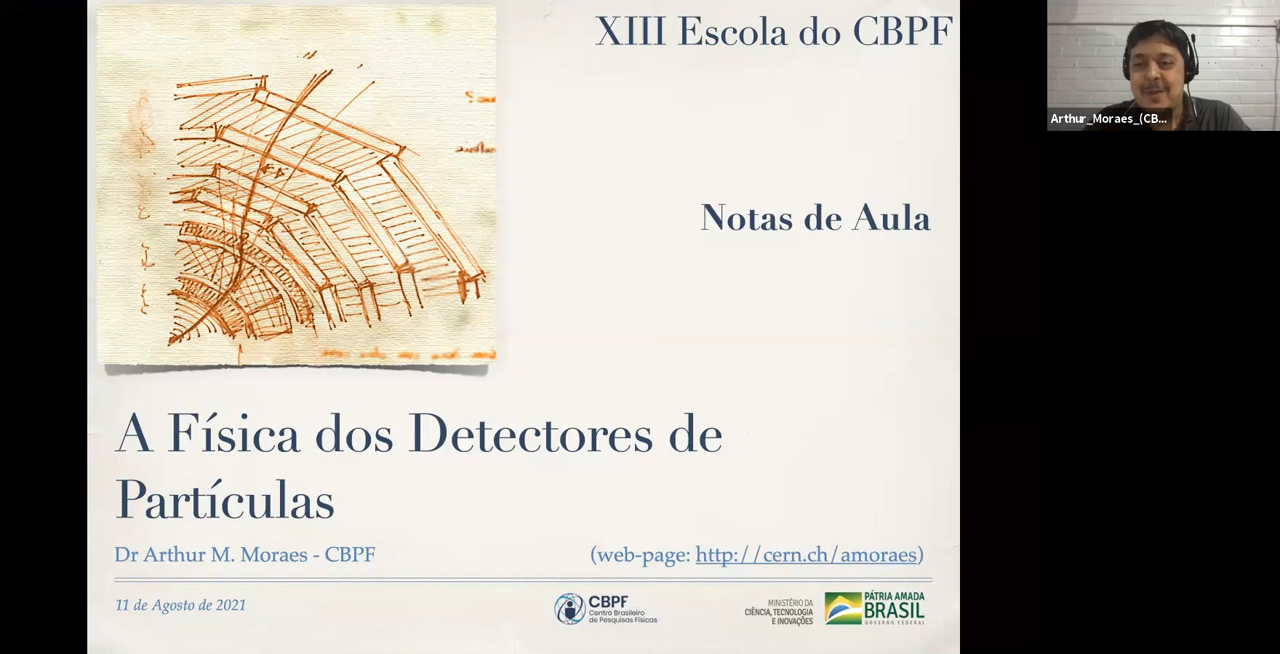 XIII Escola do CBPF
Arthur_Moraes_(CB...
Notas de Aula
A Física dos Detectores de
Partículas
Dr Arthur M. Moraes - CBPF
(web-page: http://cern.ch/amoraes)
11 de Agosto de 2021
CBPF
Centro Brasileiro
de Pesquisas Físicas
MINISTÉRIO DA
CIÊNCIA, TECNOLOGIA
E INOVAÇÕES
PÁTRIA AMADA
BRASIL
GOVERNO FEDERAL